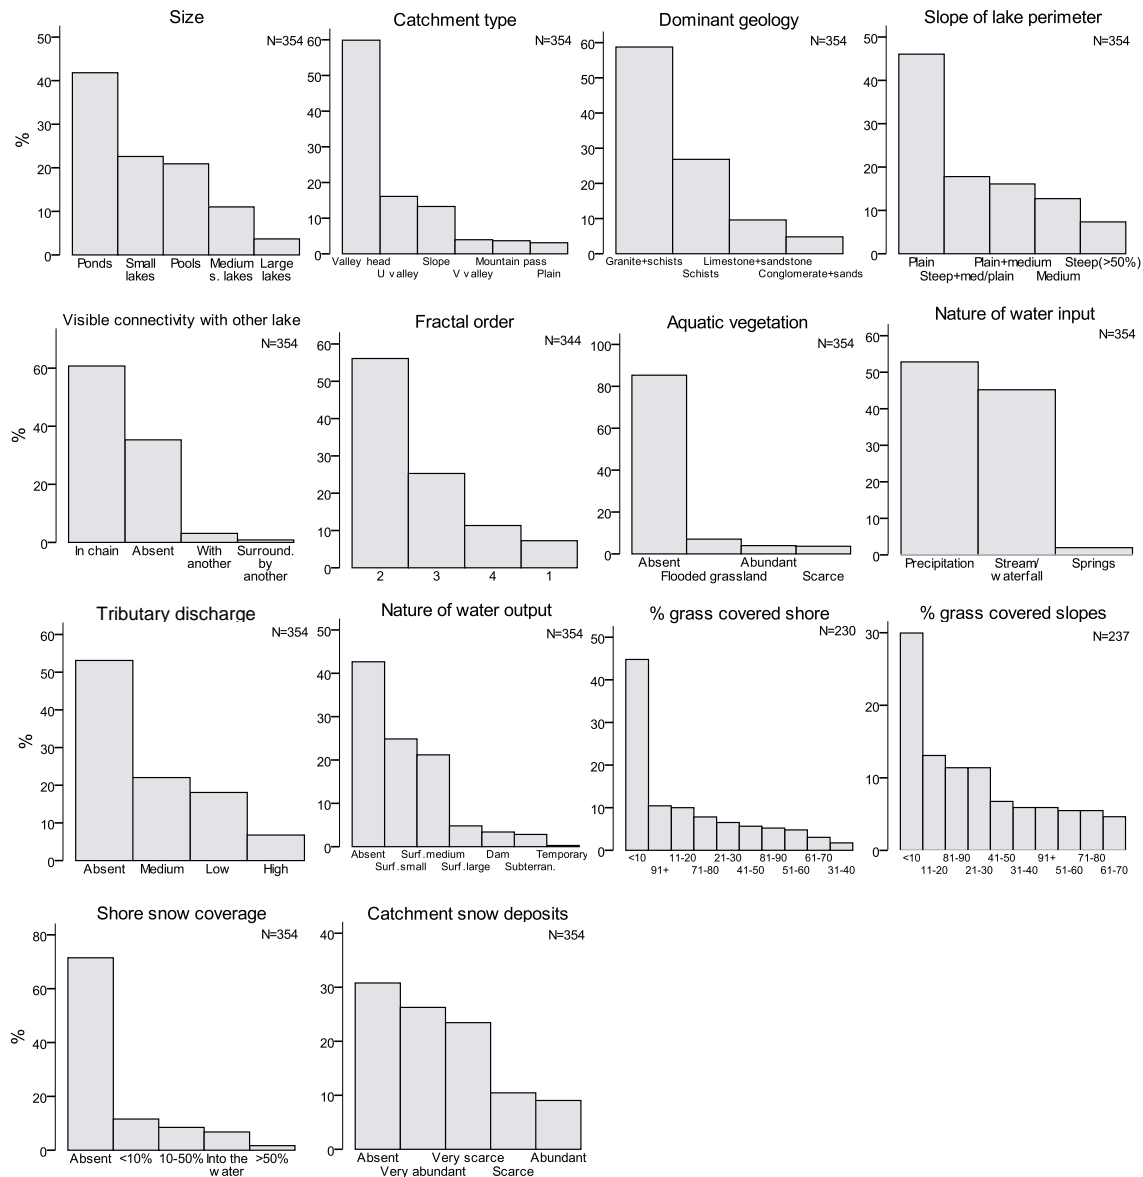 Size
N=354
%
50
40
30
20
10
0
Ponds
Small
lakes
Pools
Medium
s. lakes
Large
lakes
Catchment type
N=354
60
50
40
30
20
10
0
Valley head
U valley
Slope
V valley
Mountain pass
Plain
Dominant geology
N=354
60
50
40
30
20
10
0
Granite+schists
Schists
Limestone+sandstone
Conglomerate+sands
Slope of lake perimeter
N=354
50
40
30
20
10
0
Plain
Steep+med/plain
Plain+medium
Medium
Steep(>50%)
Visible connectivity with other lake
N=354
%
60
40
20
0
In chain
Absent
With
another
Surround.
by
another
Fractal order
N=344
60
50
40
30
20
10
0
2
3
4
1
Aquatic vegetation
N=354
100
80
60
40
20
0
Absent
Flooded grassland
Abundant
Scarce
Nature of water input
N=354
60
50
40
30
20
10
0
Precipitation
Stream/
waterfall
Springs
Tributary discharge
N=354
%
60
50
40
30
20
10
0
Absent
Medium
Low
High
Nature of water output
N=354
50
40
30
20
10
0
Absent
Surf.small
Surf.medium
Surf.large
Dam
Subterran.
Temporary
% grass covered shore
N=230
50
40
30
20
10
0
<10
91+
11-20
71-80
21-30
41-50
81-90
51-60
61-70
31-40
% grass covered slopes
N=237
30
20
10
0
<10
11-20
81-90
21-30
41-50
31-40
91+
51-60
71-80
61-70
Shore snow coverage
N=354
%
80
60
40
20
0
Absent
<10%
10-50%
Into the
water
>50%
Catchment snow deposits
N=354
40
30
20
10
0
Absent
Very abundant
Very scarce
Scarce
Abundant